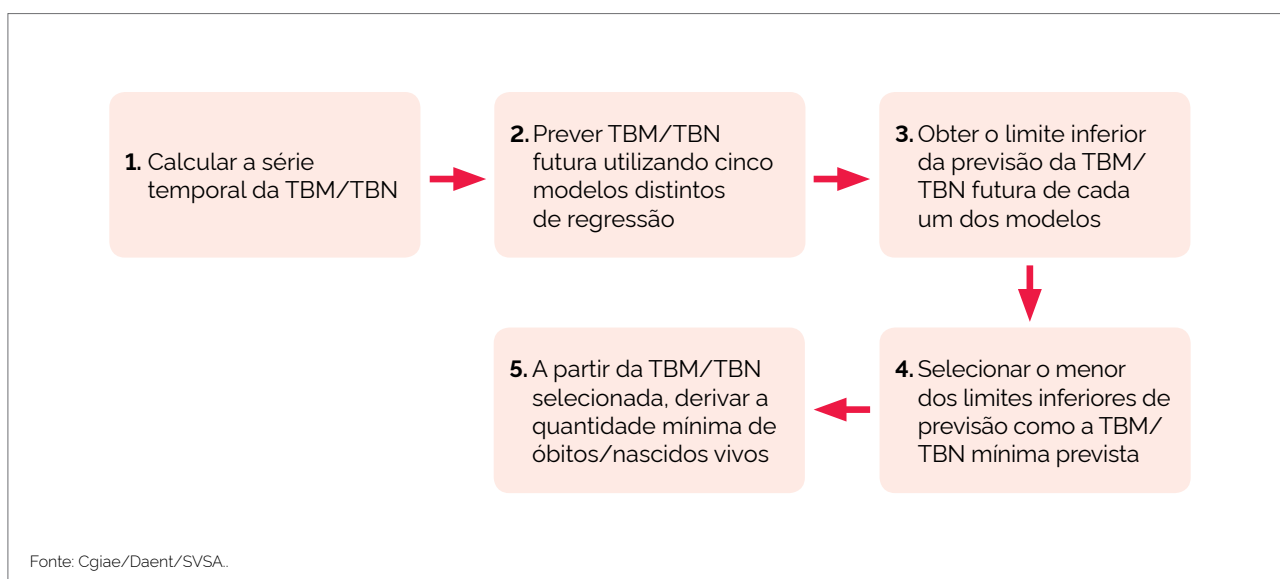 1. Calcular a série
temporal da TBM/TBN
2. Prever TBM/TBN
futura utilizando cinco
modelos distintos
de regressão
3. Obter o limite inferior
da previsão da TBM/
TBN futura de cada
um dos modelos
4. Selecionar o menor
dos limites inferiores de
previsão como a TBM/
TBN mínima prevista
5. A partir da TBM/TBN
selecionada, derivar a
quantidade mínima de
óbitos/nascidos vivos
Fonte: Cgiae/Daent/SVSA..